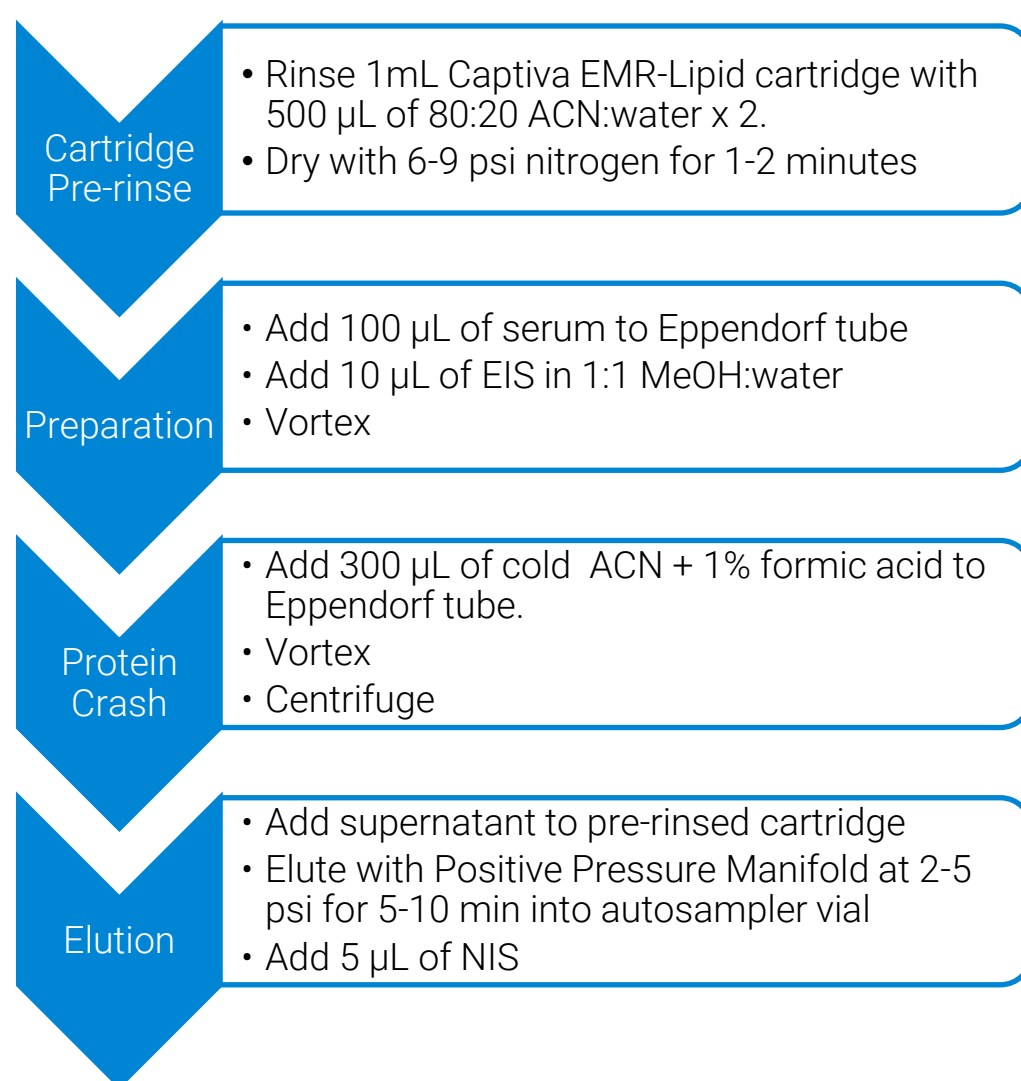 Cartridge
Pre-rinse
• Rinse 1mL Captiva EMR-Lipid cartridge with
500 µL of 80:20 ACN:water x 2.
• Dry with 6-9 psi nitrogen for 1-2 minutes
Preparation
• Add 100 µL of serum to Eppendorf tube
• Add 10 µL of EIS in 1:1 MeOH:water
• Vortex
Protein
Crash
• Add 300 µL of cold  ACN + 1% formic acid to
Eppendorf tube.
• Vortex
• Centrifuge
Elution
• Add supernatant to pre-rinsed cartridge
• Elute with Positive Pressure Manifold at 2-5
psi for 5-10 min into autosampler vial
• Add 5 µL of NIS